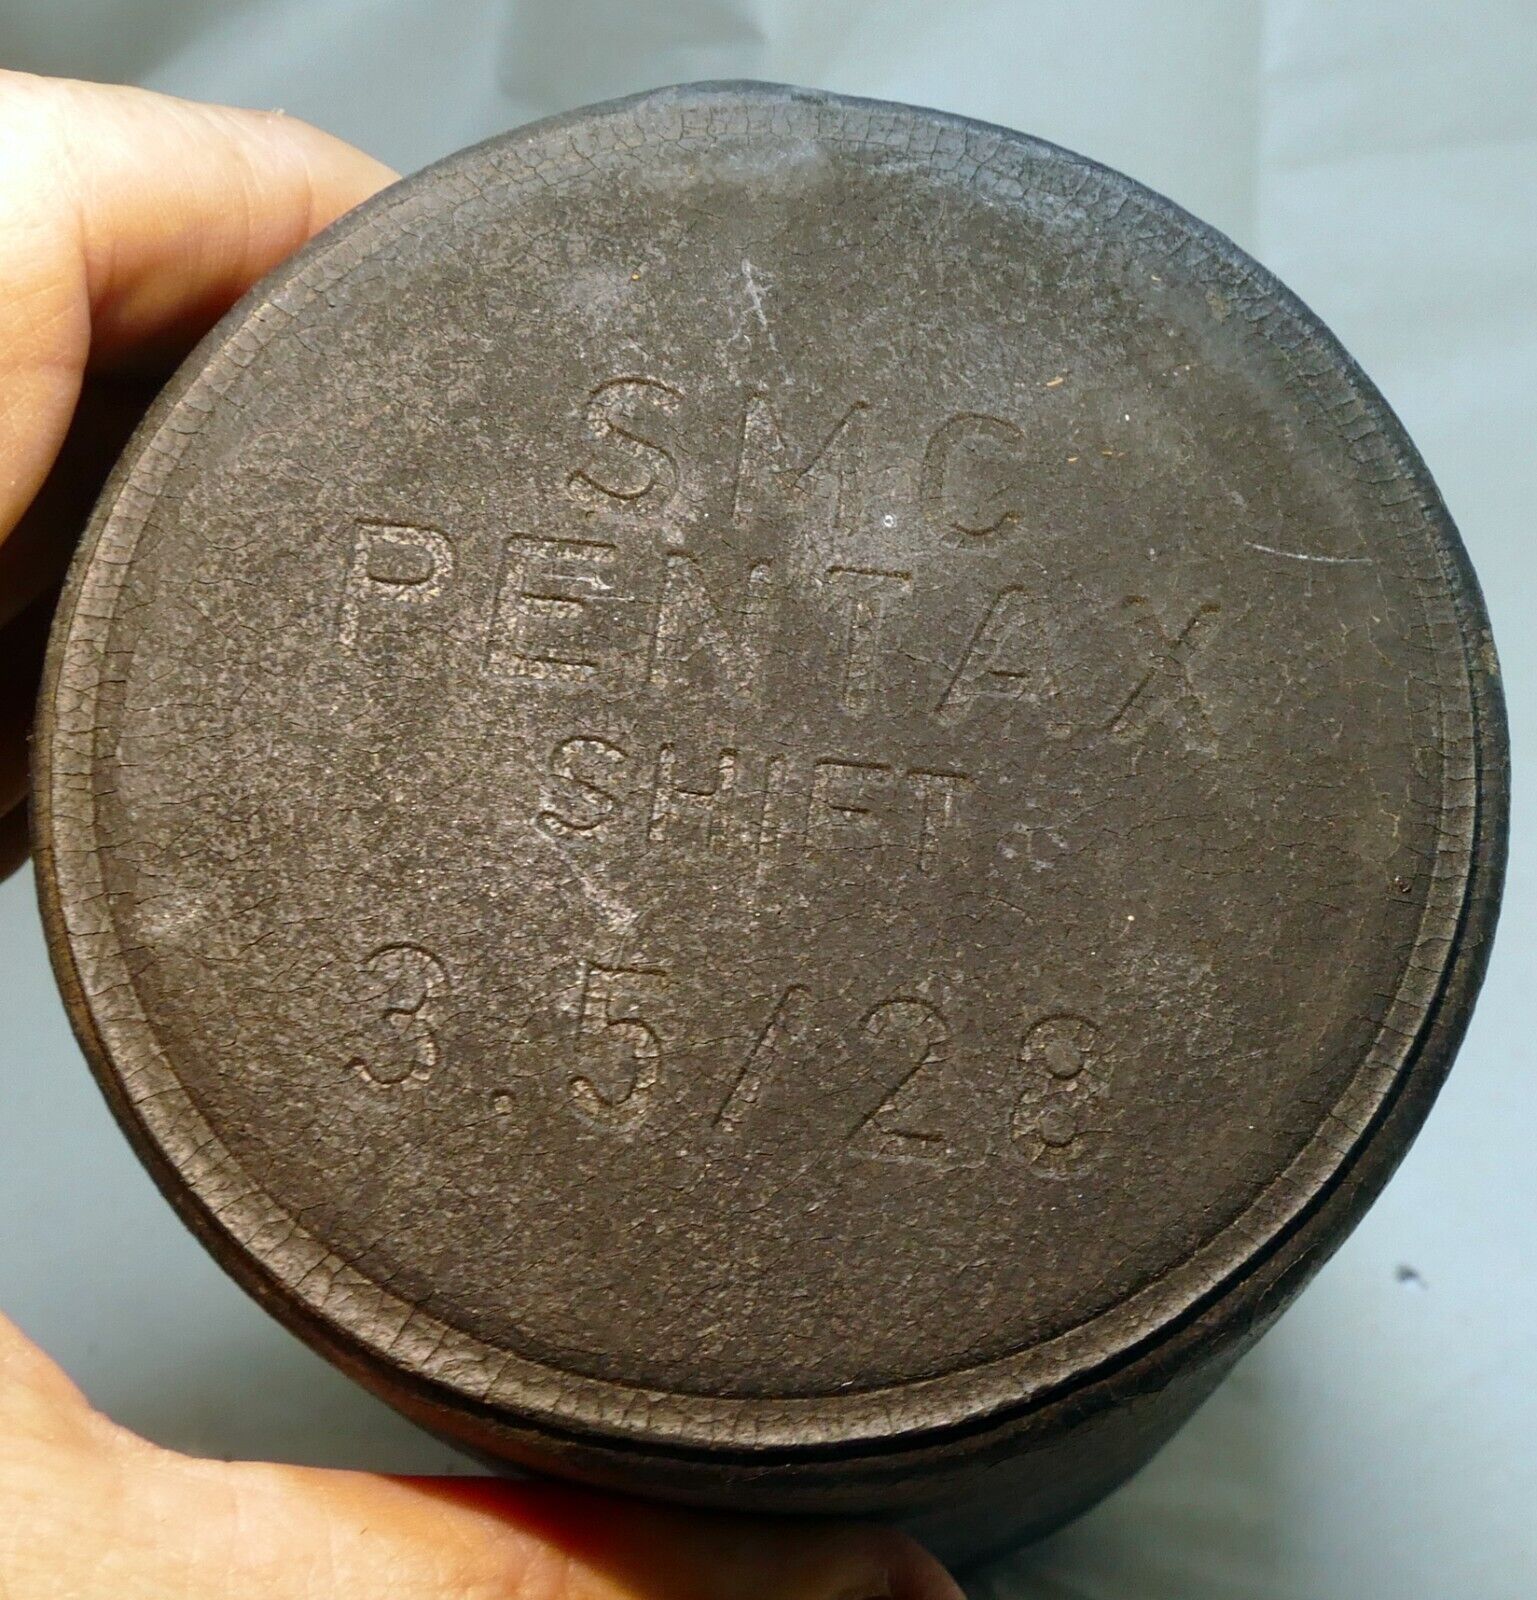 SMC
PENTAX
SHIFT
3.5/28